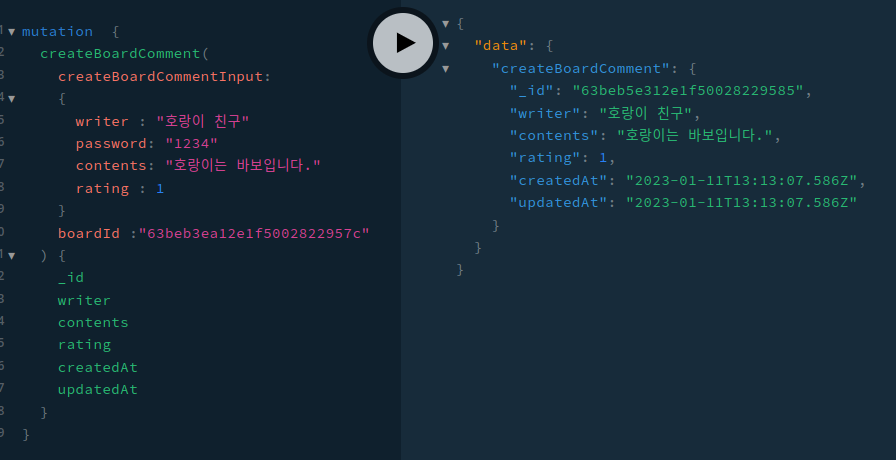 1 mutation  {
2 createBoardComment(
3 createBoardCommentInput:
4 {
5 writer : "호랑이 친구"
6 password: "1234"
7 contents: "호랑이는 바보입니다."
8 rating : 1
9 }
0 boardId :"63beb3ea12e1f5002822957c"
1 ) {
2 _id
3 writer
4 contents
5 rating
6 createdAt
7 updatedAt
8 }
9 }
{
"data": {
"createBoardComment": {
"_id": "63beb5e312e1f50028229585",
"writer": "호랑이 친구",
"contents": "호랑이는 바보입니다.",
"rating": 1,
"createdAt": "2023-01-11T13:13:07.586Z",
"updatedAt": "2023-01-11T13:13:07.586Z"
}
}
}